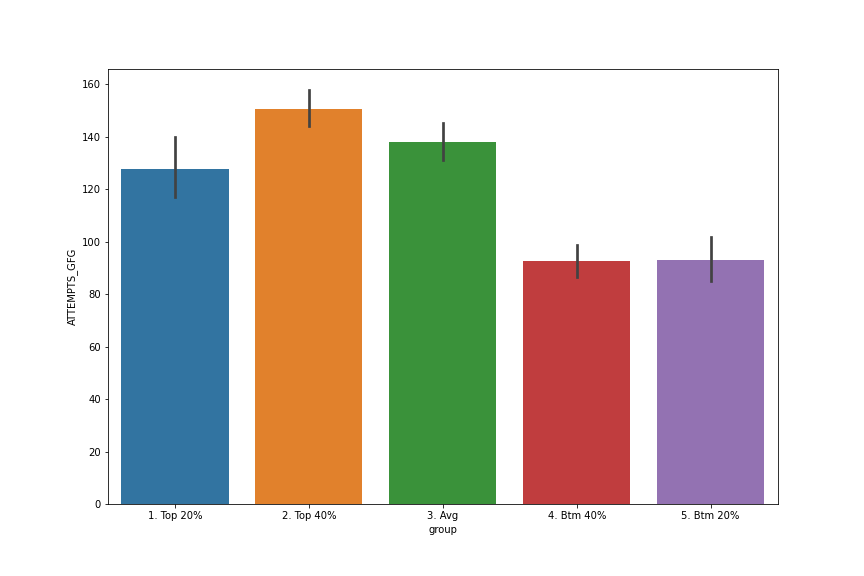 160
140
120
100
80
60
40
20
0
ATTEMPTS_GFG
1. Top 20%
2. Top 40%
3. Avg
4. Btm 40%
5. Btm 20%
group